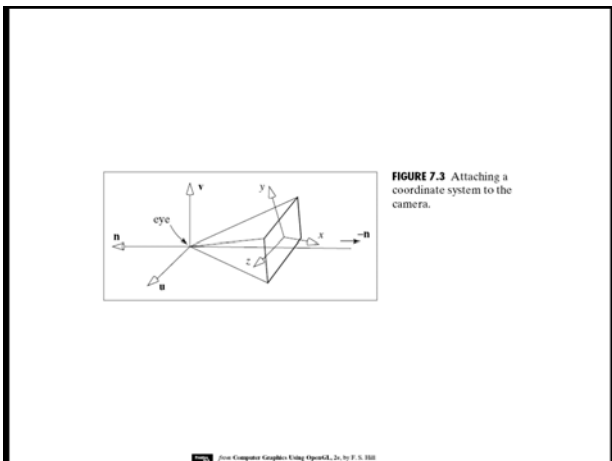 FIGURE 7.3 Attaching a
coordinate system to the
camera.
v
y
eye
n
x
−n
z
u
from Computer Graphics Using OpenGL, 2e, by F. S. Hill